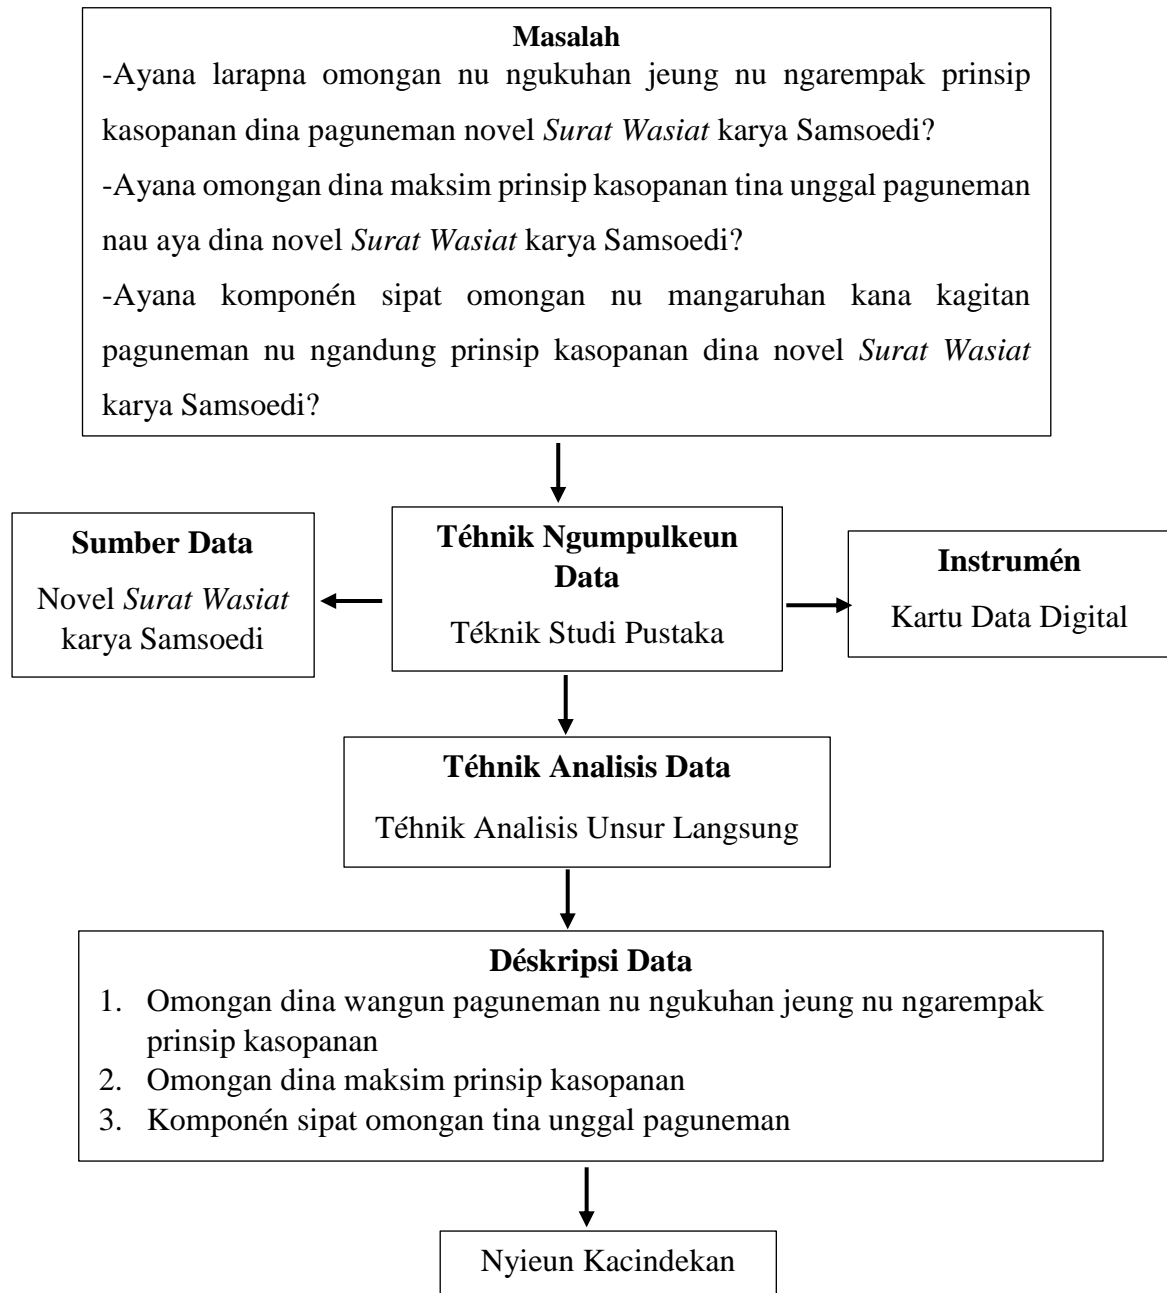 Masalah
-Ayana larapna omongan nu ngukuhan jeung nu ngarempak prinsip
kasopanan dina paguneman novel Surat Wasiat karya Samsoedi?
-Ayana omongan dina maksim prinsip kasopanan tina unggal paguneman
nau aya dina novel Surat Wasiat karya Samsoedi?
-Ayana komponén sipat omongan nu mangaruhan kana kagitan
paguneman nu ngandung prinsip kasopanan dina novel Surat Wasiat
karya Samsoedi?
Sumber Data
Novel Surat Wasiat
karya Samsoedi
Téhnik Ngumpulkeun
Data
Téknik Studi Pustaka
Instrumén
Kartu Data Digital
Téhnik Analisis Data
Téhnik Analisis Unsur Langsung
Déskripsi Data
1. Omongan dina wangun paguneman nu ngukuhan jeung nu ngarempak
prinsip kasopanan
2. Omongan dina maksim prinsip kasopanan
3. Komponén sipat omongan tina unggal paguneman
Nyieun Kacindekan